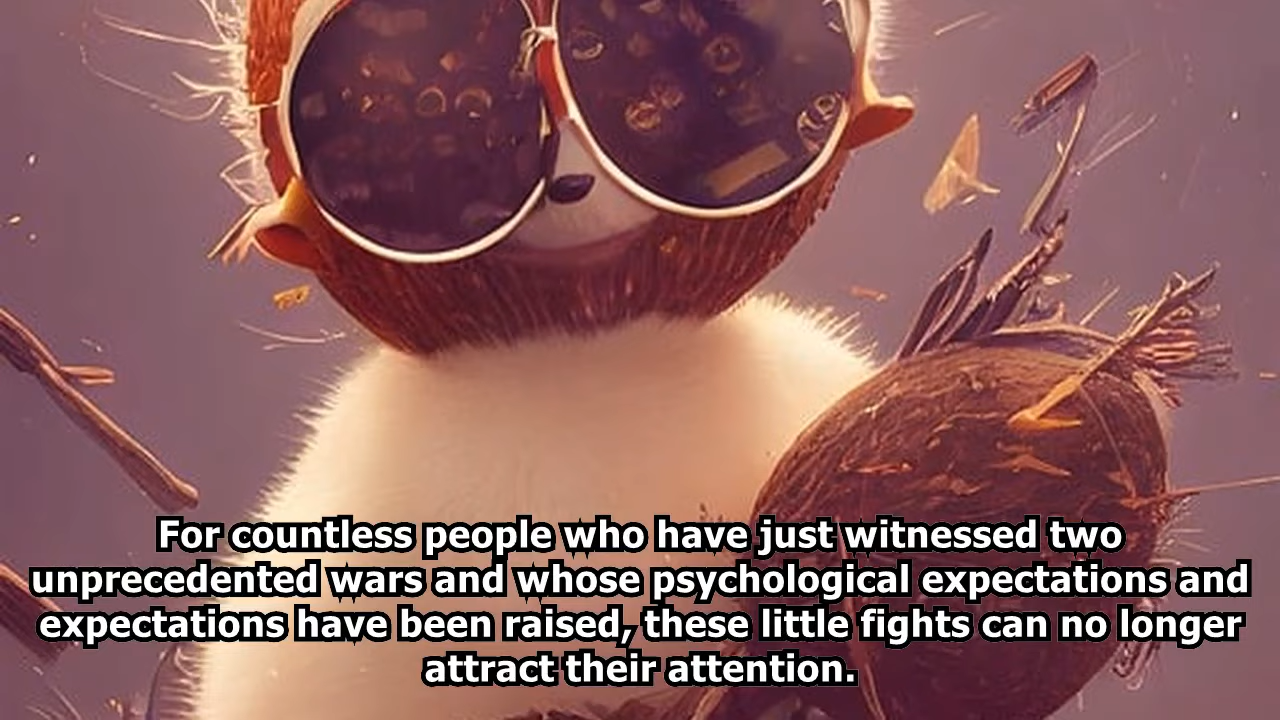 For countless people who have just witnessed two
unprecedented wars and whose psychological expectations and
expectations have been raised, these little fights can no longer
attract their attention.